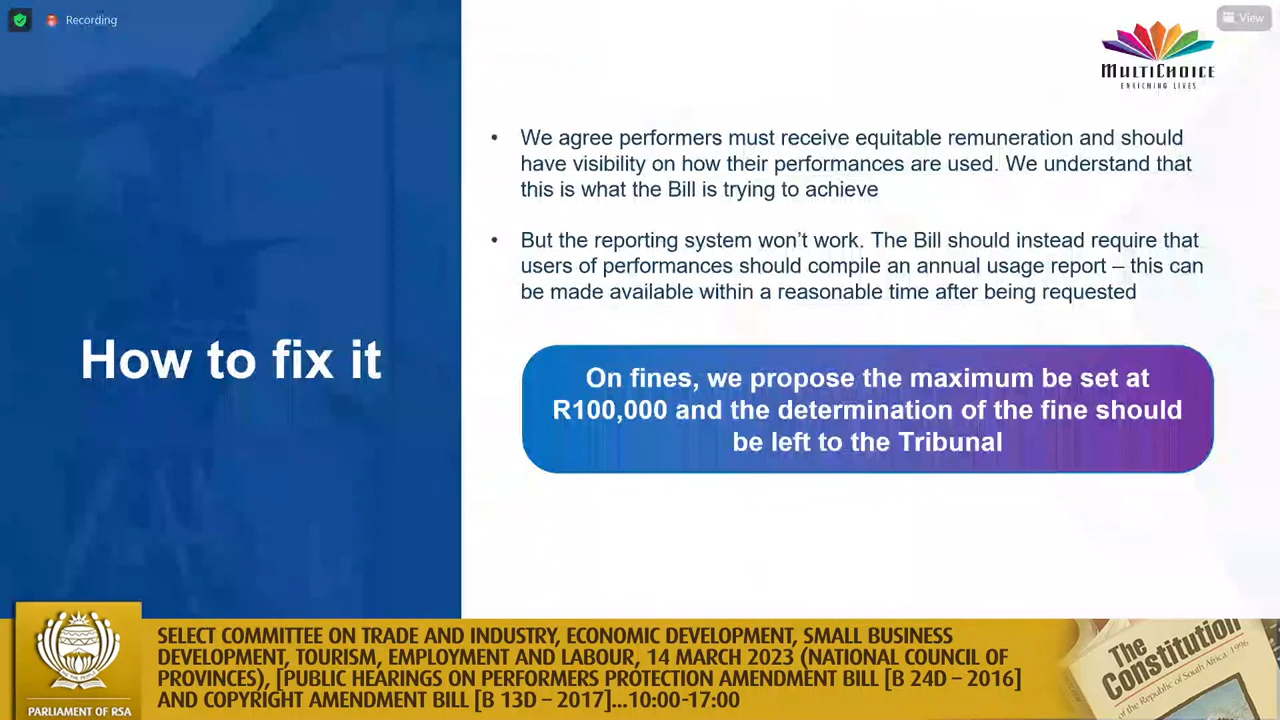 Recording
View
MULTICHOICE
ENRICHING LIVES
• We agree performers must receive equitable remuneration and should
have visibility on how their performances are used. We understand that
this is what the Bill is trying to achieve
• But the reporting system won’t work. The Bill should instead require that
users of performances should compile an annual usage report – this can
be made available within a reasonable time after being requested
How to fix it
On fines, we propose the maximum be set at
R100,000 and the determination of the fine should
be left to the Tribunal
SELECT COMMITTEE ON TRADE AND INDUSTRY, ECONOMIC DEVELOPMENT, SMALL BUSINESS
DEVELOPMENT, TOURISM, EMPLOYMENT AND LABOUR, 14 MARCH 2023 (NATIONAL COUNCIL OF
PROVINCES), [PUBLIC HEARINGS ON PERFORMERS PROTECTION AMENDMENT BILL [B 24D – 2016]
AND COPYRIGHT AMENDMENT BILL [B 13D – 2017]...10:00-17:00
PARLIAMENT OF RSA
The
Constitution
of the Republic of South Africa, 1996